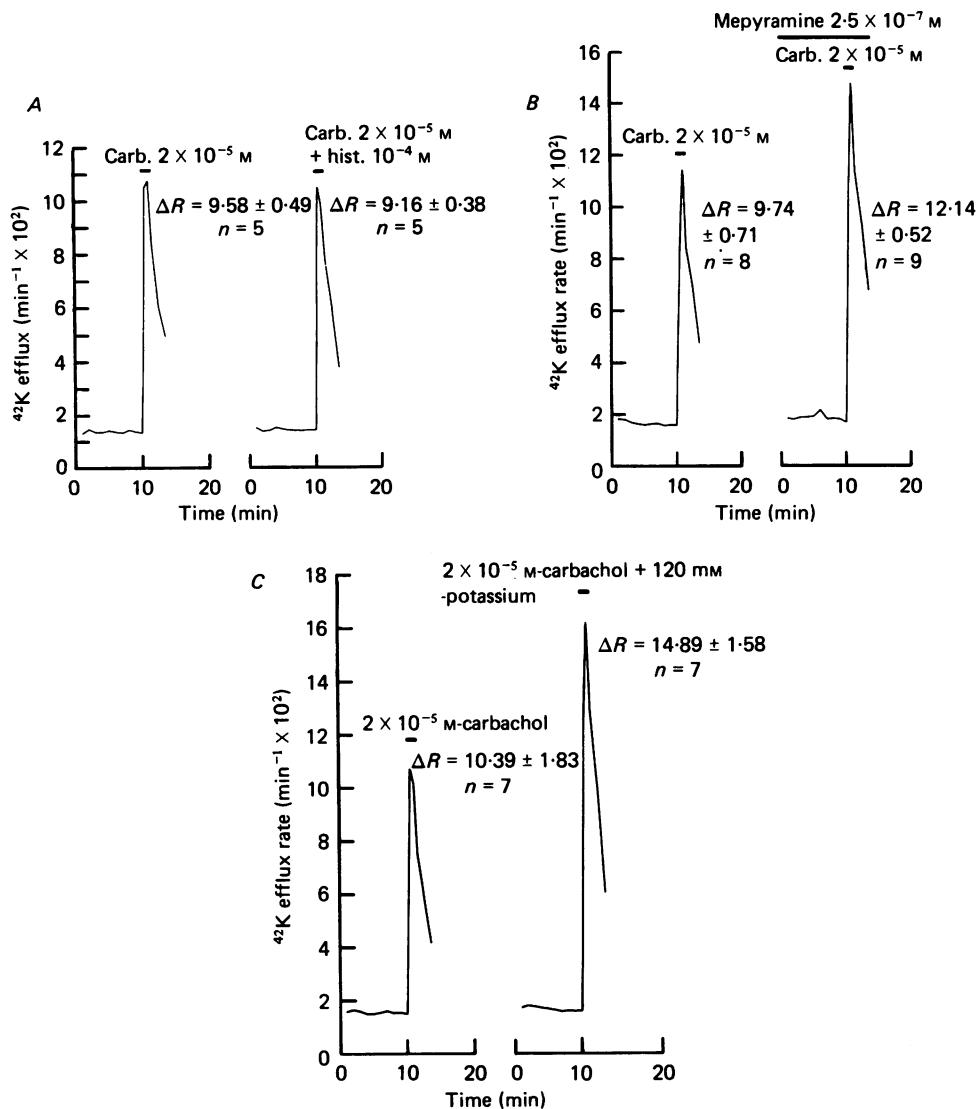 A
Carb. 2 × 10⁻⁵ M
Carb. 2 × 10⁻⁵ M
+ hist. 10⁻⁴ M
ΔR = 9·58 ± 0·49
n = 5
ΔR = 9·16 ± 0·38
n = 5
⁴²K efflux (min⁻¹ × 10²)
12
10
8
6
4
2
0
0 10 20 0 10 20
Time (min)
B
Mepyramine 2·5 × 10⁻⁷ M
Carb. 2 × 10⁻⁵ M
Carb. 2 × 10⁻⁵ M
ΔR = 9·74
± 0·71
n = 8
ΔR = 12·14
± 0·52
n = 9
⁴²K efflux rate (min⁻¹ × 10²)
16
14
12
10
8
6
4
2
0
0 10 20 0 10 20
Time (min)
C
2 × 10⁻⁵ M-carbachol + 120 mM
-potassium
ΔR = 14·89 ± 1·58
n = 7
2 × 10⁻⁵ M-carbachol
ΔR = 10·39 ± 1·83
n = 7
⁴²K efflux rate (min⁻¹ × 10²)
18
16
14
12
10
8
6
4
2
0
0 10 20 0 10 20
Time (min)